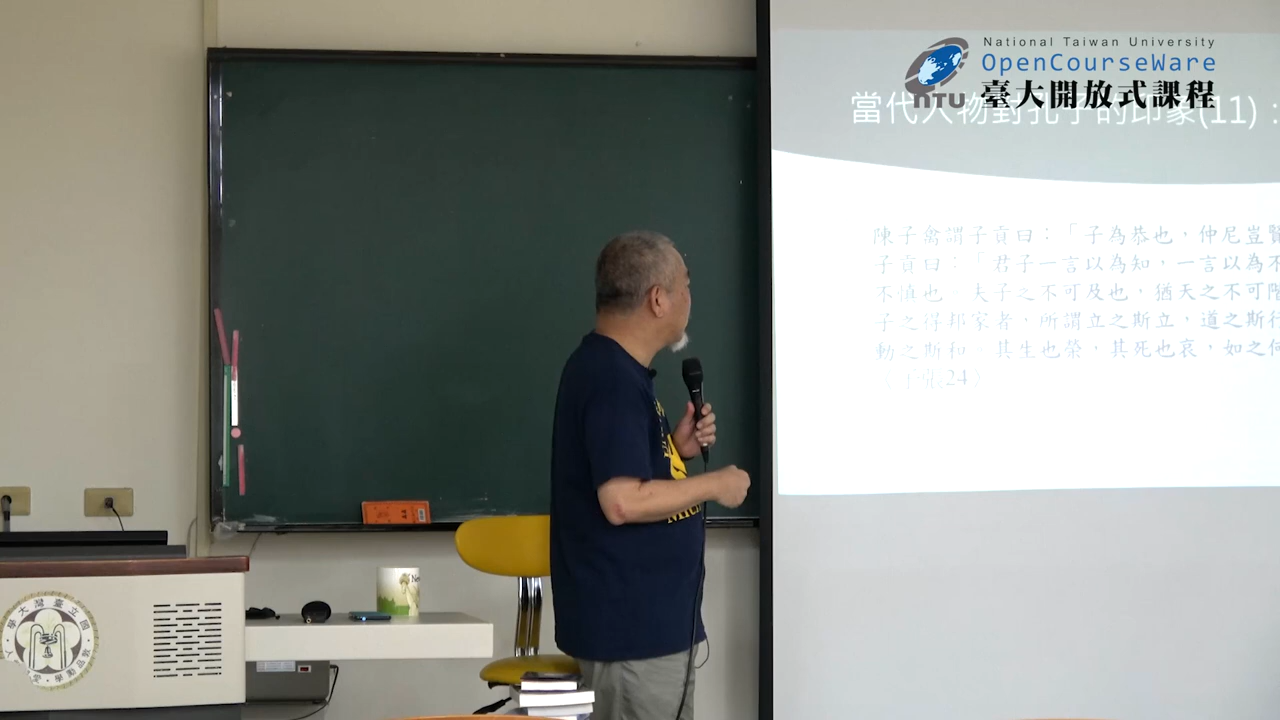 National Taiwan University
OpenCourseWare
NTU
臺大開放式課程
當代人物對孔子的印象(11)：
陳子禽謂子貢曰：「子為恭也，仲尼豈賢
子貢曰：「君子一言以為知，一言以為不
不慎也。夫子之不可及也，猶天之不可階
子之得邦家者，所謂立之斯立，道之斯行
動之斯和。其生也榮，其死也哀，如之何
（子張24）